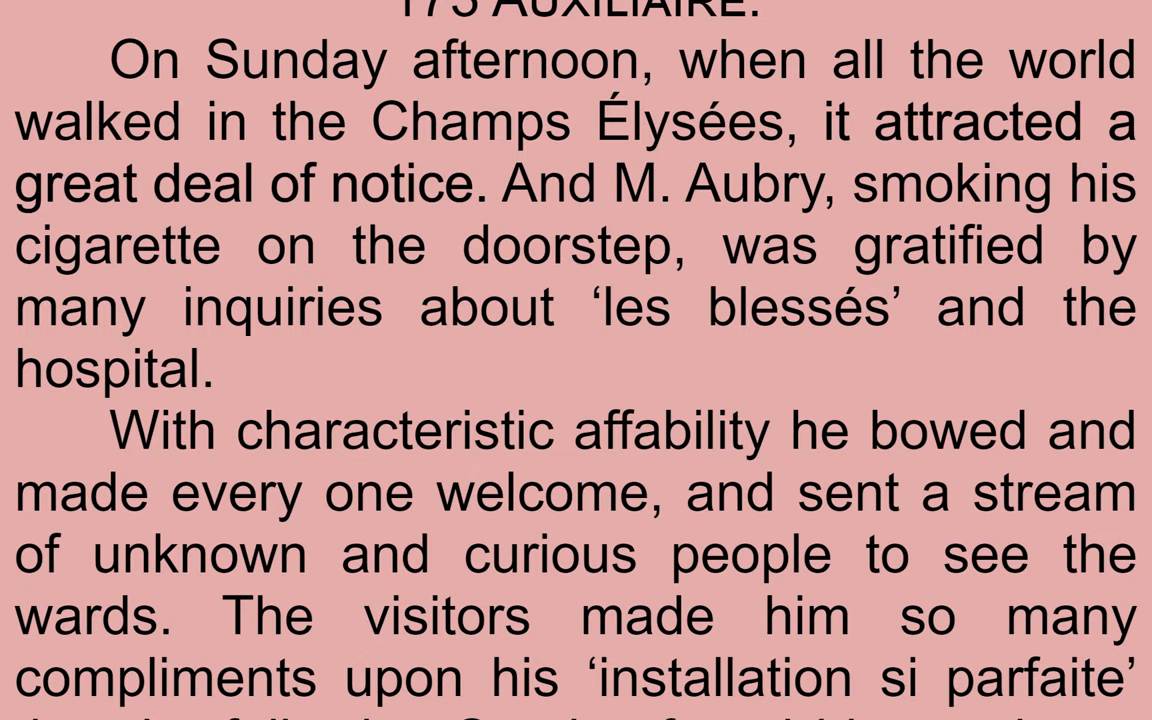 173 AUXILIAIRE.
On Sunday afternoon, when all the world
walked in the Champs Élysées, it attracted a
great deal of notice. And M. Aubry, smoking his
cigarette on the doorstep, was gratified by
many inquiries about ‘les blessés’ and the
hospital.
With characteristic affability he bowed and
made every one welcome, and sent a stream
of unknown and curious people to see the
wards. The visitors made him so many
compliments upon his ‘installation si parfaite’